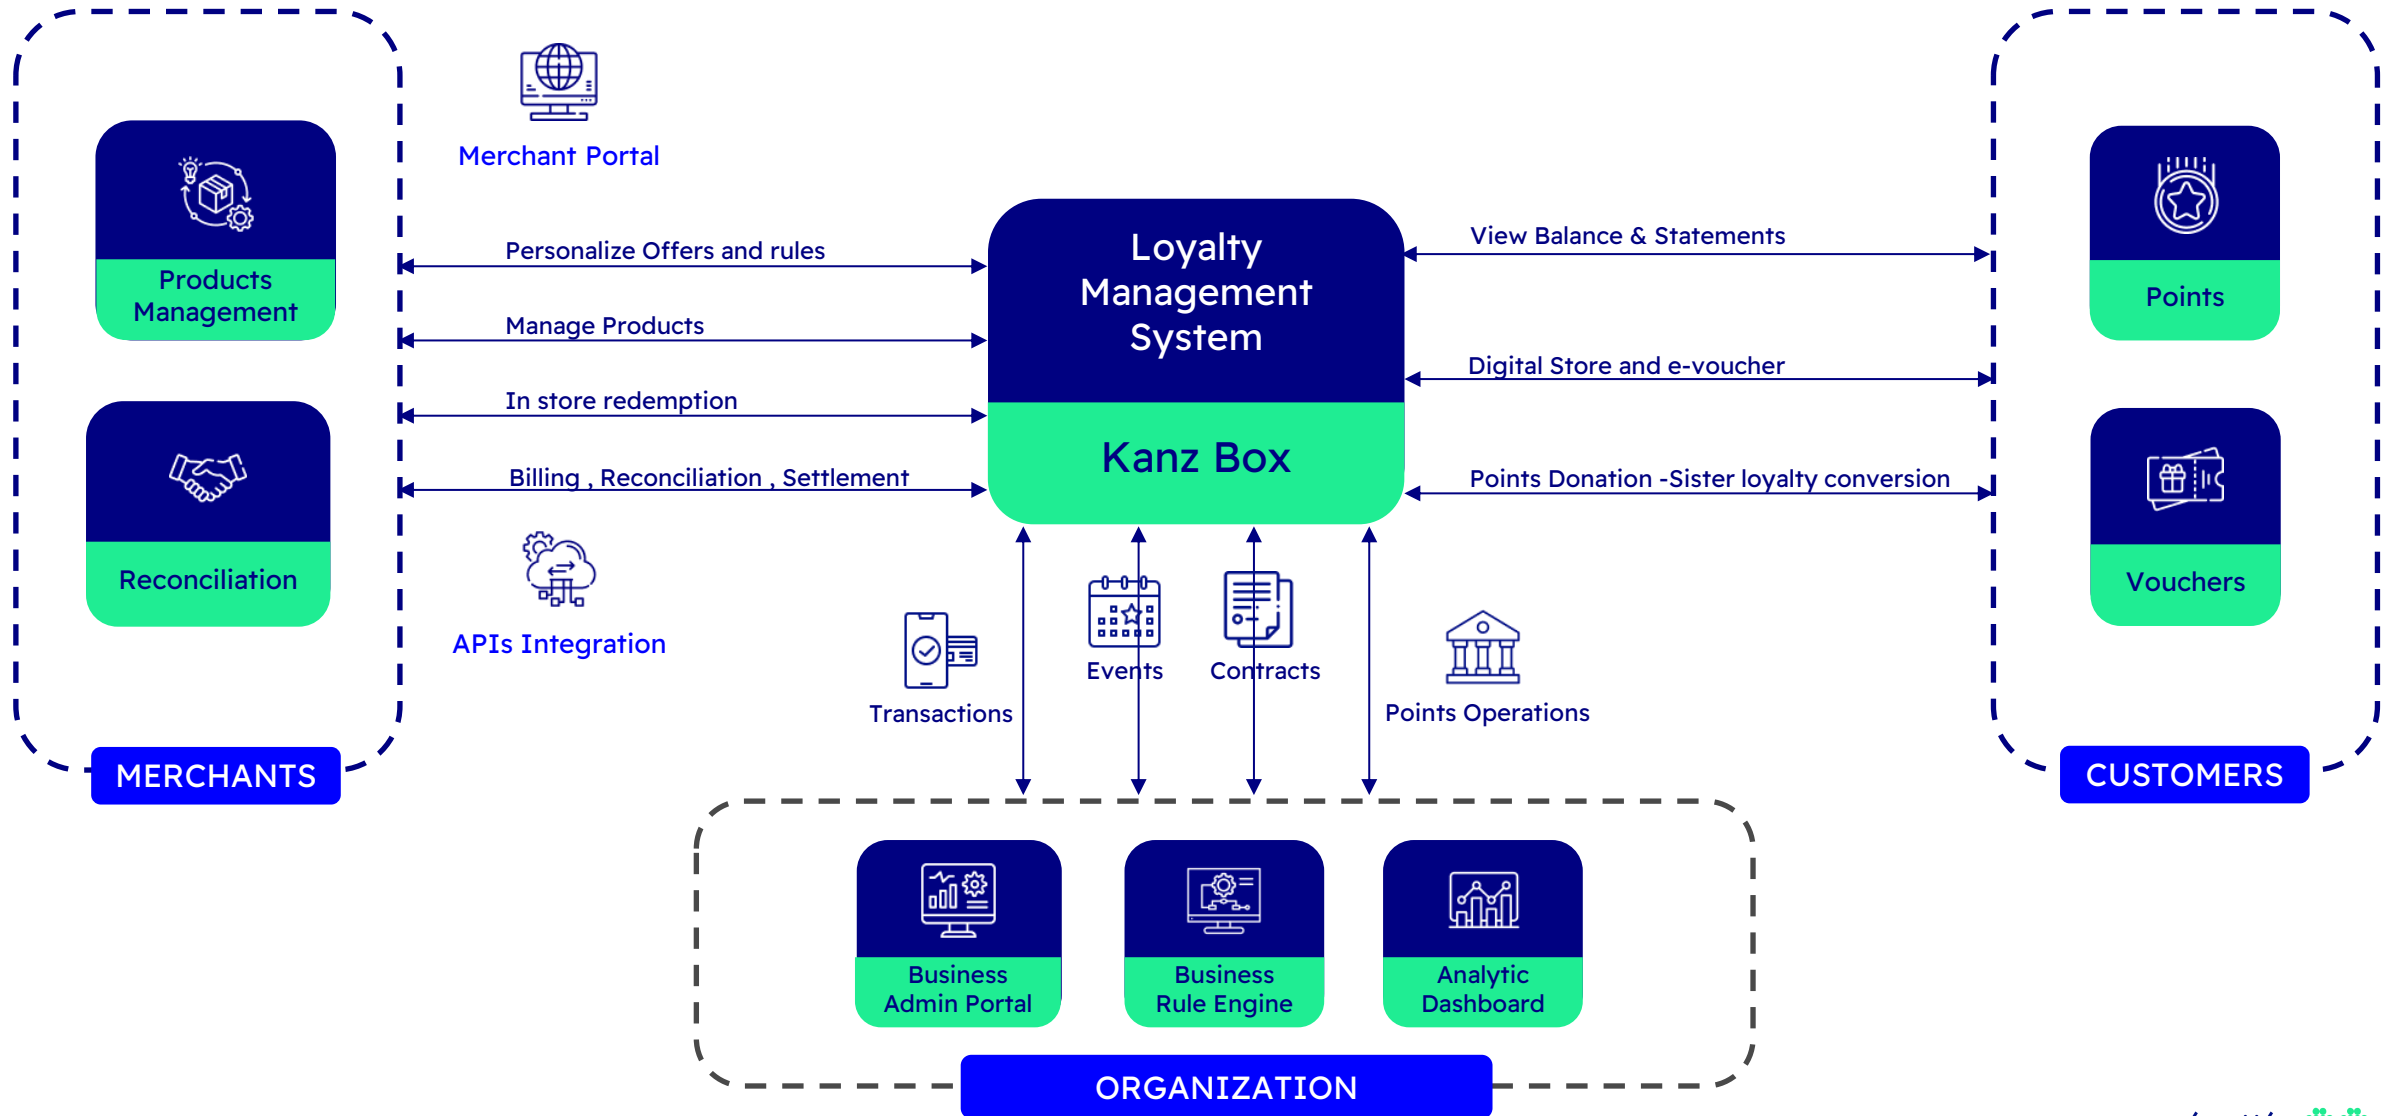 Merchant Portal
Products
Management
Reconciliation
MERCHANTS
Personalize Offers and rules
Manage Products
In store redemption
Billing , Reconciliation , Settlement
APIs Integration
Loyalty
Management
System
Kanz Box
View Balance & Statements
Digital Store and e-voucher
Points Donation -Sister loyalty conversion
Points
Vouchers
CUSTOMERS
Transactions
Events
Contracts
Points Operations
Business
Admin Portal
Business
Rule Engine
Analytic
Dashboard
ORGANIZATION